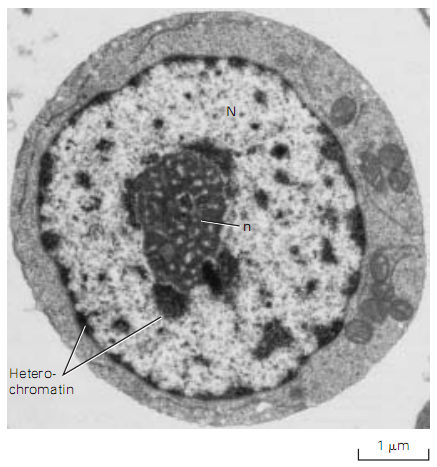 N
n
Hetero-
chromatin
1 µm